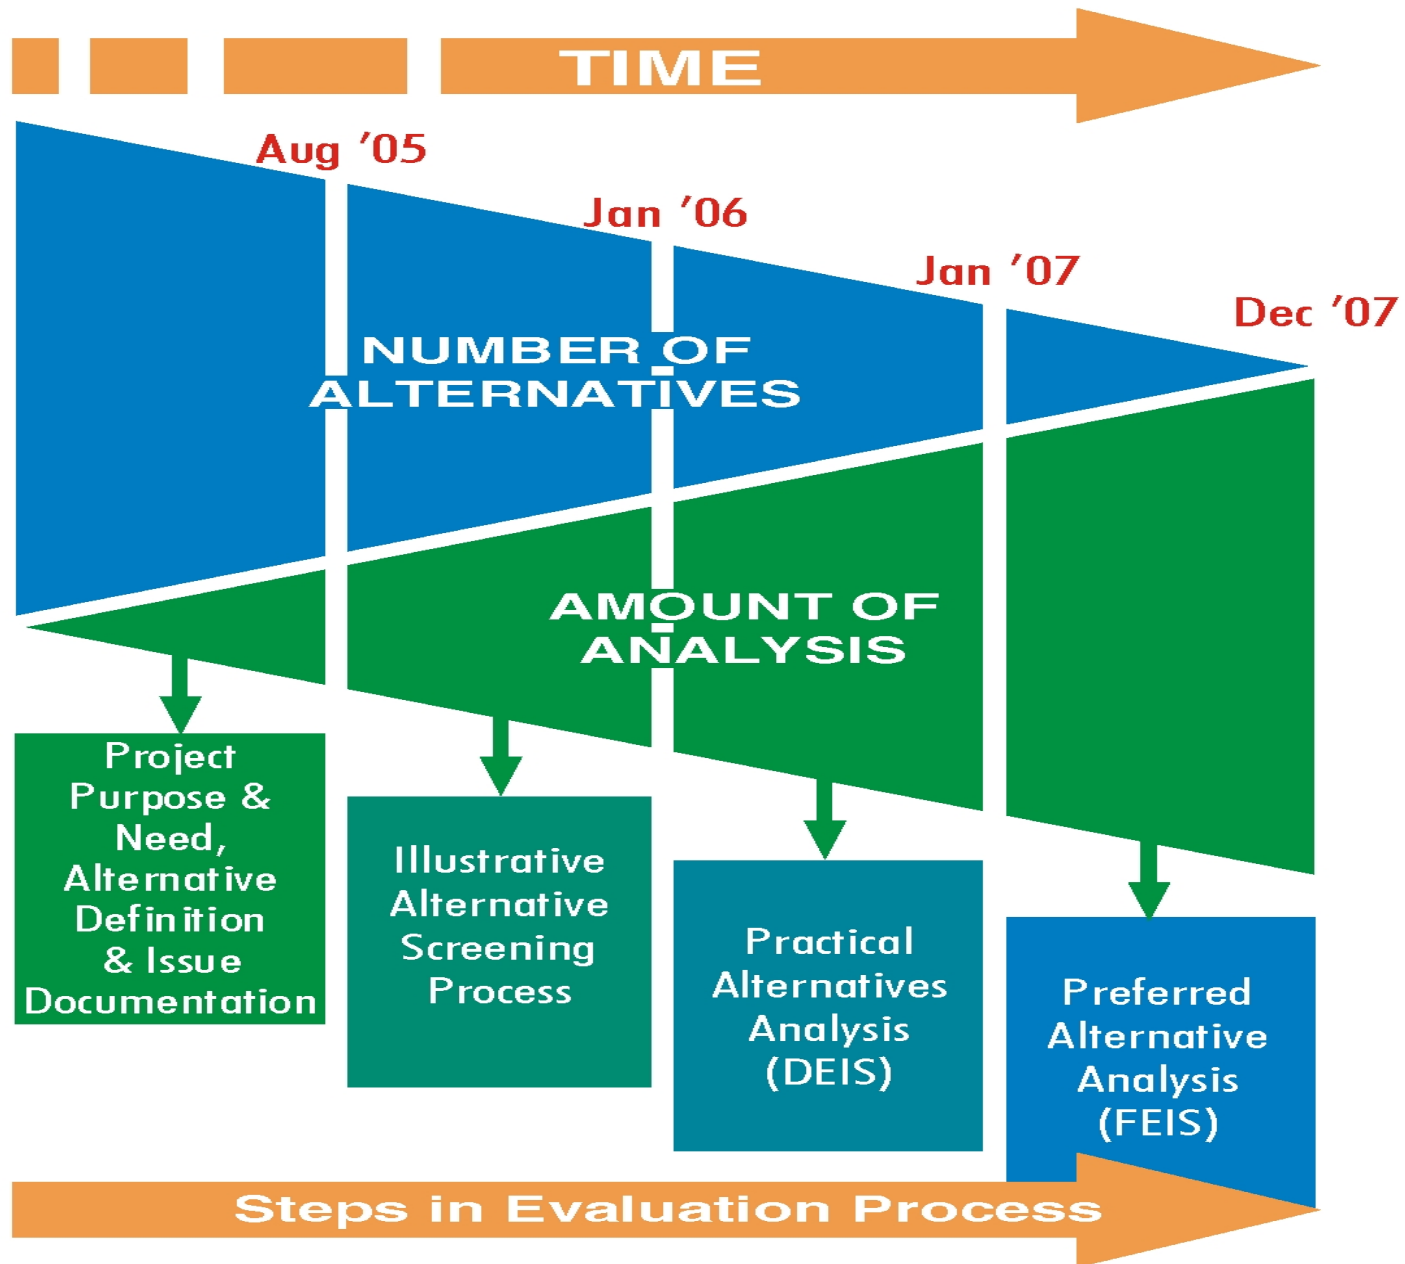 TIME
Aug '05
Jan '06
Jan '07
Dec '07
NUMBER OF
ALTERNATIVES
AMOUNT OF
ANALYSIS
Project
Purpose &
Need,
Alternative
Definition
& Issue
Documentation
Illustrative
Alternative
Screening
Process
Practical
Alternatives
Analysis
(DEIS)
Preferred
Alternative
Analysis
(FEIS)
Steps in Evaluation Process